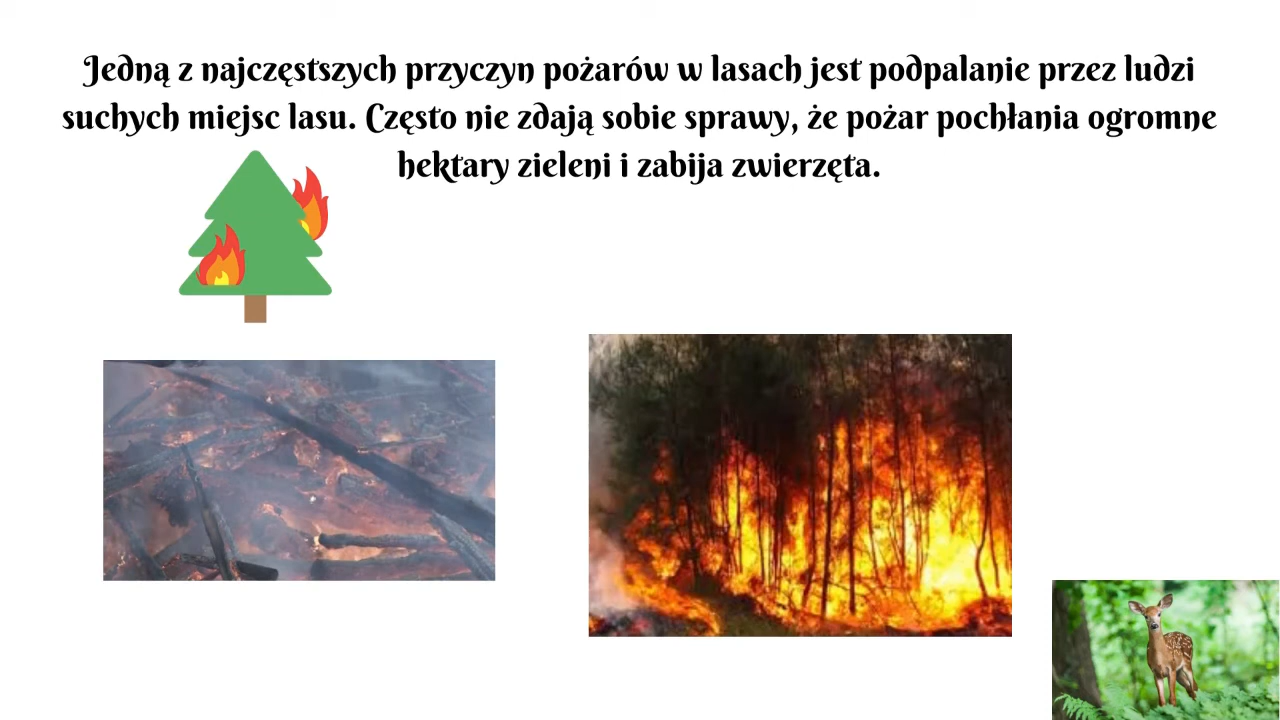 Jedną z najczęstszych przyczyn pożarów w lasach jest podpalanie przez ludzi
suchych miejsc lasu. Często nie zdają sobie sprawy, że pożar pochłania ogromne
hektary zieleni i zabija zwierzęta.